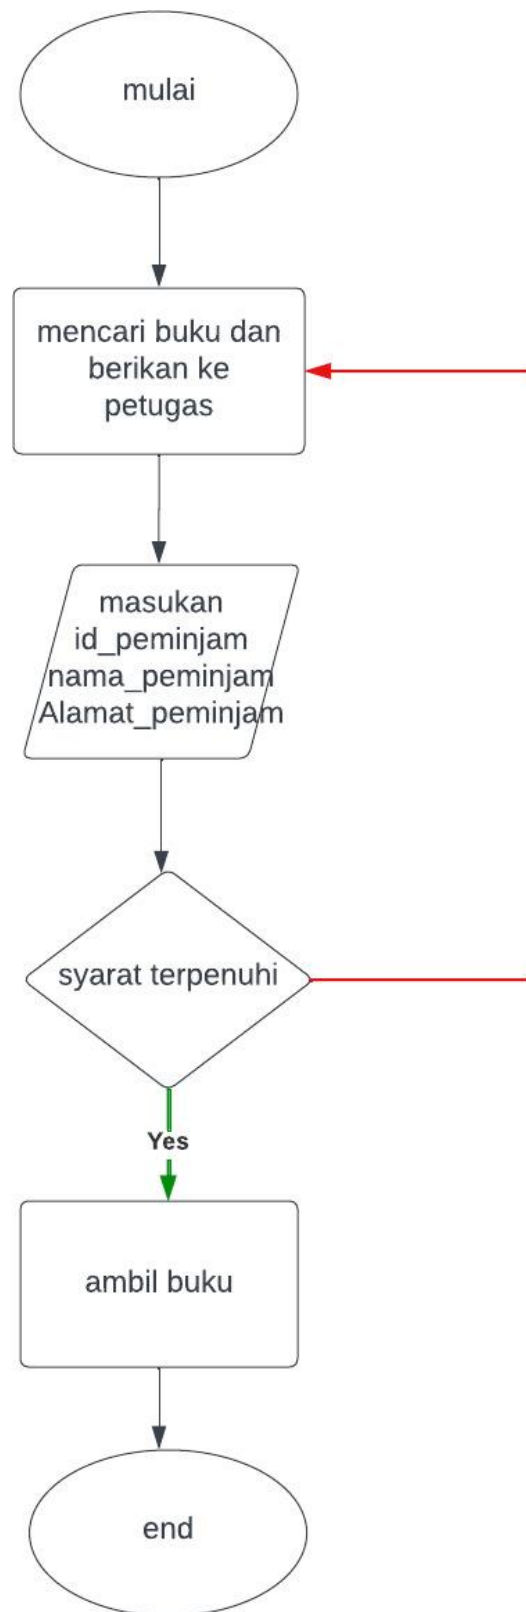 mulai
mencari buku dan
berikan ke
petugas
masukan
id_peminjam
nama_peminjam
Alamat_peminjam
syarat terpenuhi
Yes
ambil buku
end